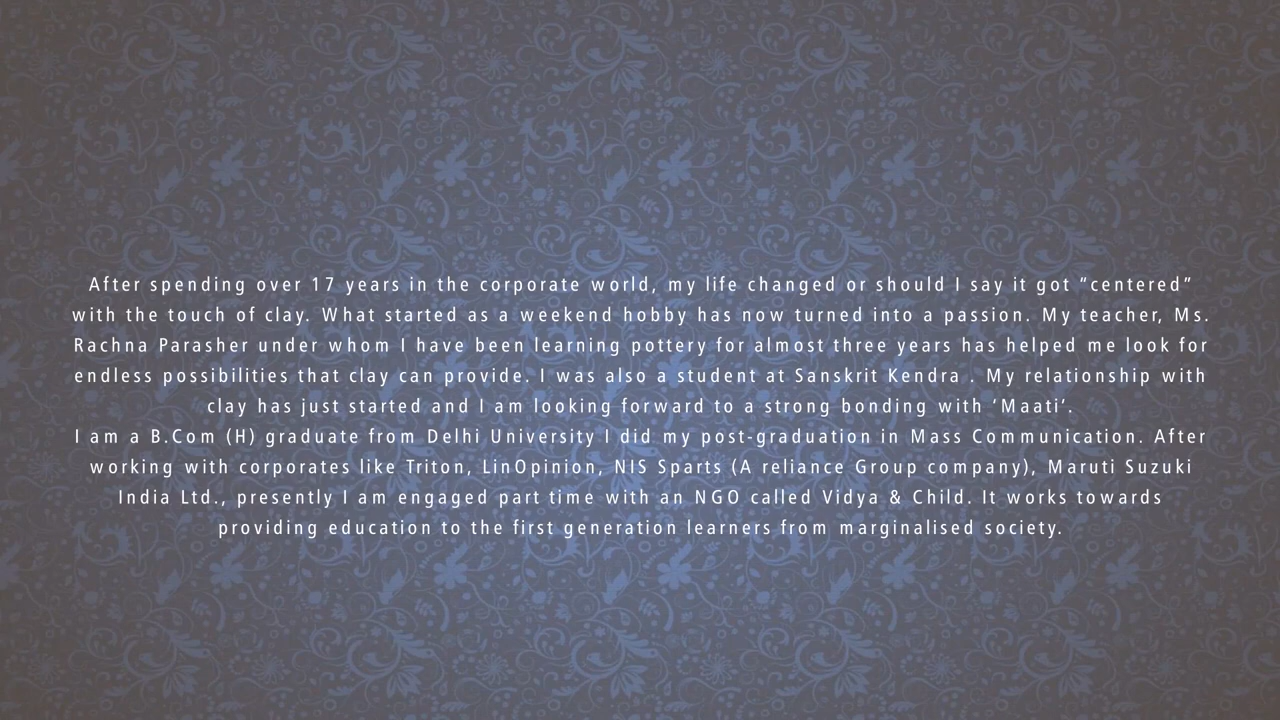 After spending over 17 years in the corporate world, my life changed or should I say it got “centered”
with the touch of clay. What started as a weekend hobby has now turned into a passion. My teacher, Ms.
Rachna Parasher under whom I have been learning pottery for almost three years has helped me look for
endless possibilities that clay can provide. I was also a student at Sanskrit Kendra . My relationship with
clay has just started and I am looking forward to a strong bonding with ‘Maati’.
I am a B.Com (H) graduate from Delhi University I did my post-graduation in Mass Communication. After
working with corporates like Triton, LinOpinion, NIS Sparts (A reliance Group company), Maruti Suzuki
India Ltd., presently I am engaged part time with an NGO called Vidya & Child. It works towards
providing education to the first generation learners from marginalised society.